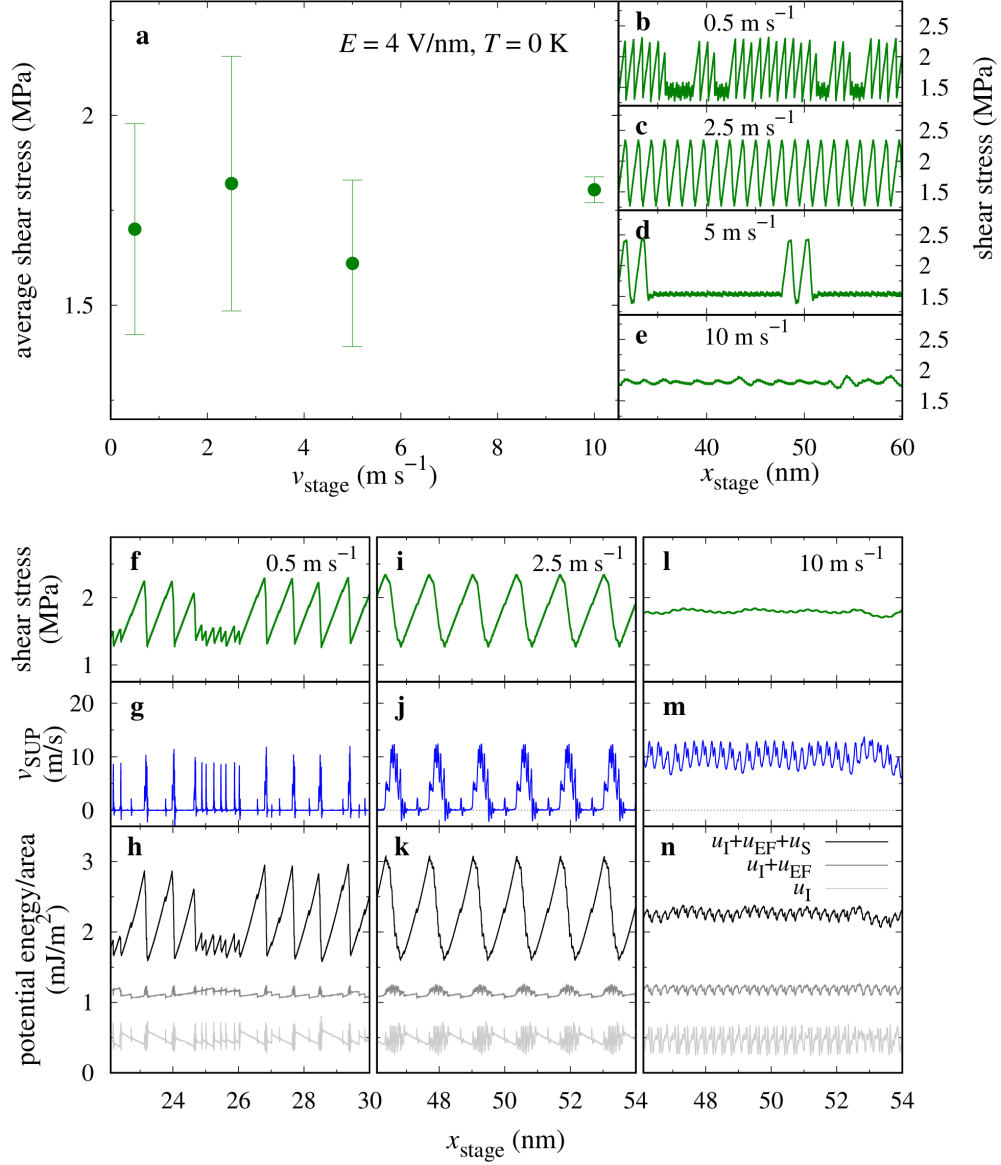 a
E = 4 V/nm, T = 0 K
average shear stress (MPa)
2
1.5
0 2 4 6 8 10
v_stage (m s⁻¹)
b 0.5 m s⁻¹
2.5
2
1.5
c 2.5 m s⁻¹
2.5
2
1.5
d 5 m s⁻¹
2.5
2
1.5
e 10 m s⁻¹
2.5
2
1.5
shear stress (MPa)
40 50 60
x_stage (nm)
f 0.5 m s⁻¹
i 2.5 m s⁻¹
l 10 m s⁻¹
shear stress
(MPa)
2
1
g
j
m
v_SUP
(m/s)
20
10
0
h
k
n
u_I+u_EF+u_S
u_I+u_EF
u_I
potential energy/area
(mJ/m²)
3
2
1
0
24 26 28 30
48 50 52 54
48 50 52 54
x_stage (nm)